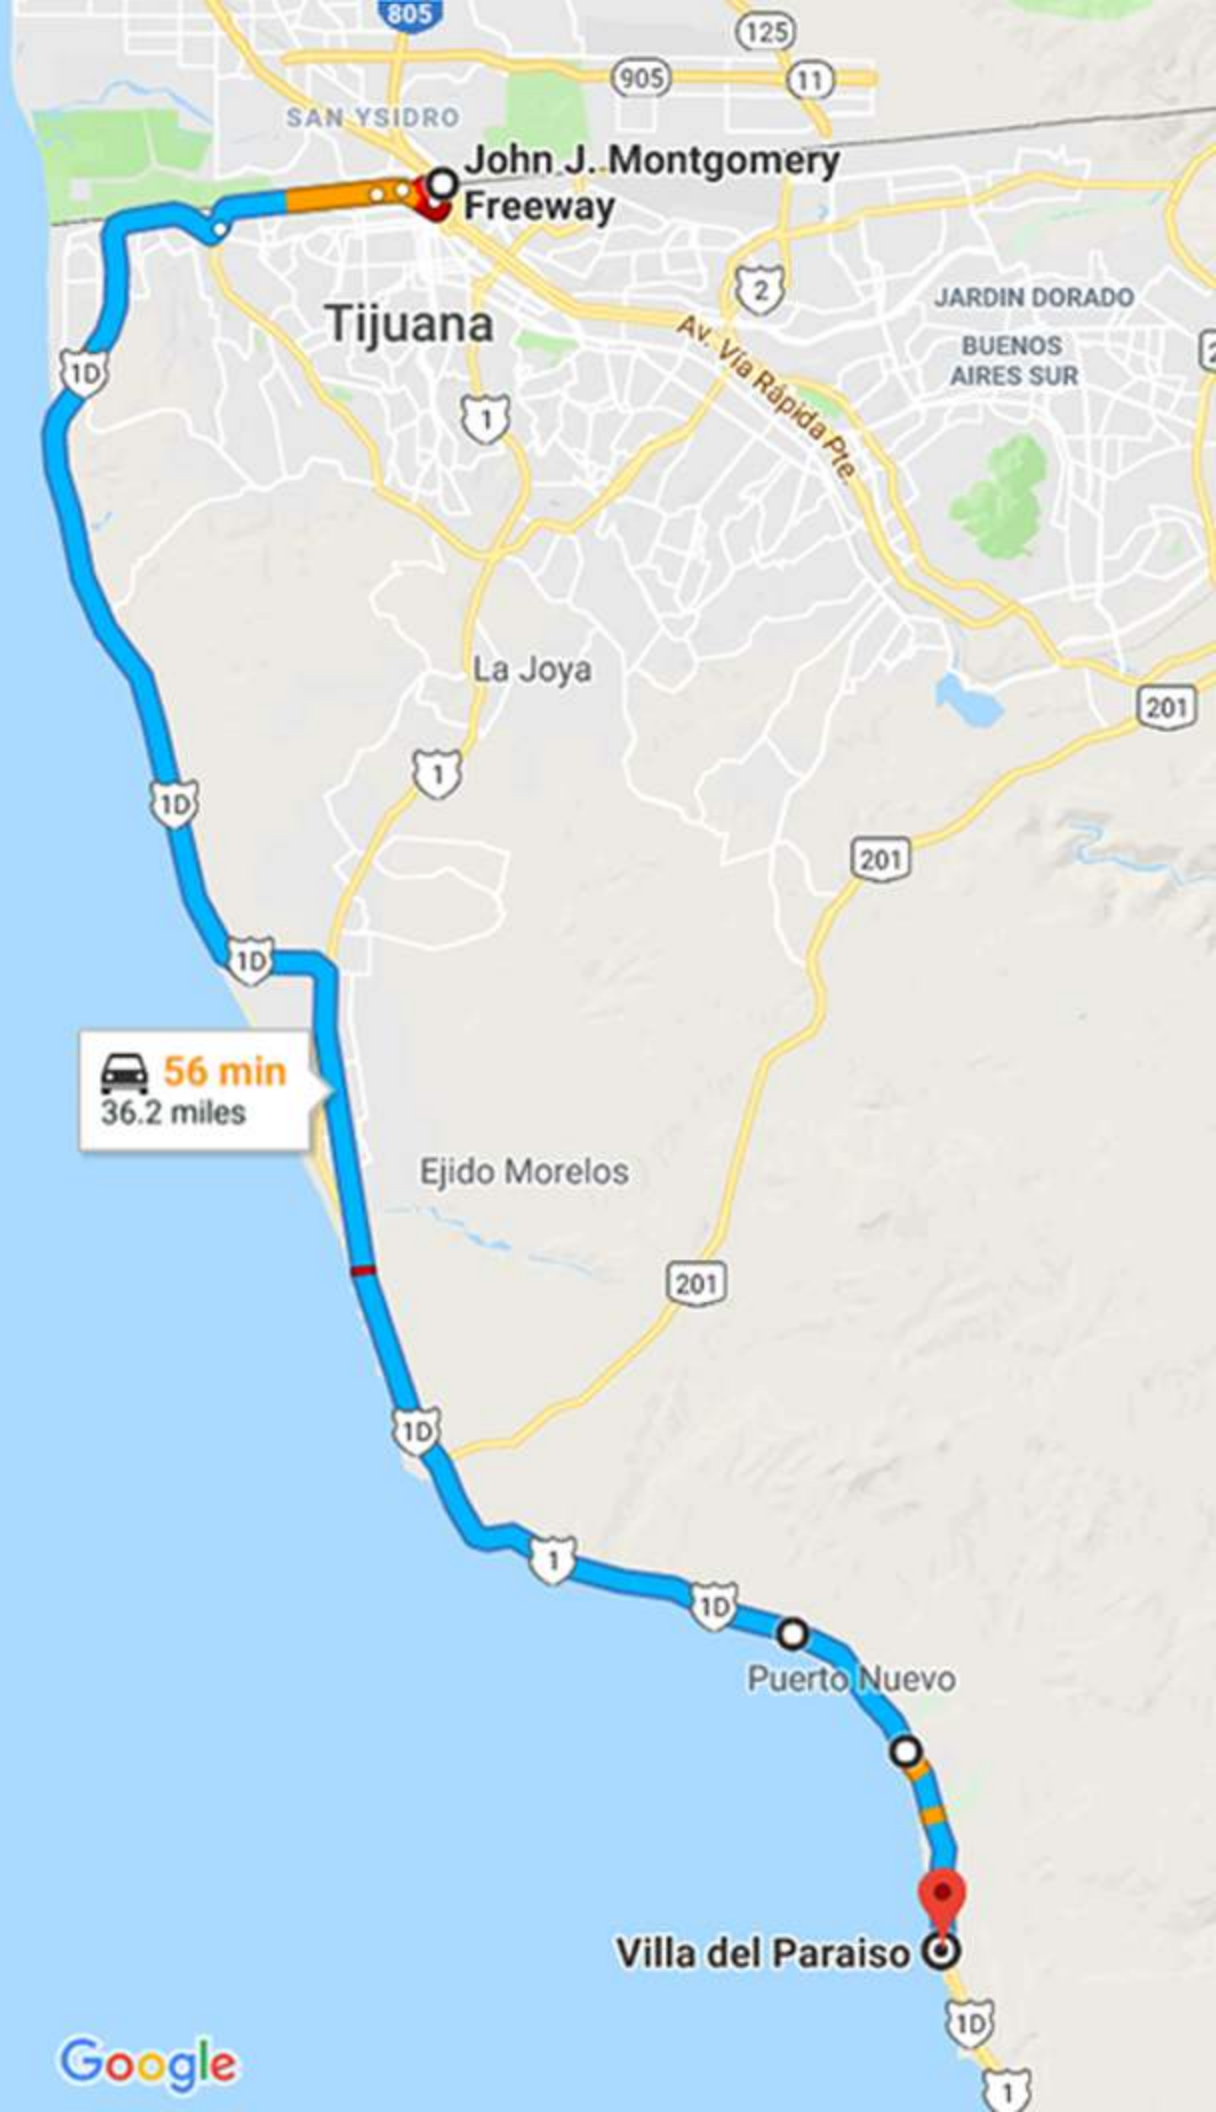 805
125
905
11
SAN YSIDRO
John J. Montgomery
Freeway
2
JARDIN DORADO
Tijuana
BUENOS
AIRES SUR
2
Av. Vía Rápida Pte.
1D
1
La Joya
201
1
1D
201
1D
56 min
36.2 miles
Ejido Morelos
201
1D
1
1D
Puerto Nuevo
Villa del Paraiso
1D
Google
1